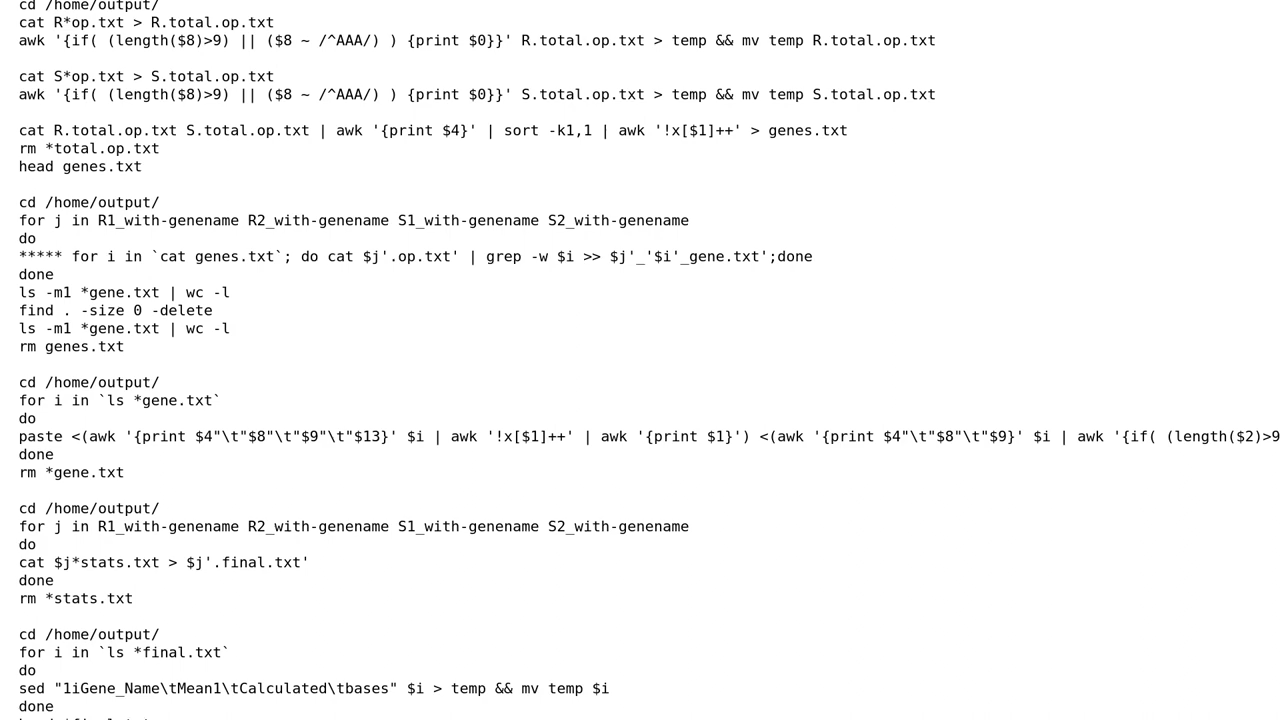 cd /home/output/
cat R*op.txt > R.total.op.txt
awk '{if( (length($8)>9) || ($8 ~ /^AAA/) ) {print $0}}' R.total.op.txt > temp && mv temp R.total.op.txt
cat S*op.txt > S.total.op.txt
awk '{if( (length($8)>9) || ($8 ~ /^AAA/) ) {print $0}}' S.total.op.txt > temp && mv temp S.total.op.txt
cat R.total.op.txt S.total.op.txt | awk '{print $4}' | sort -k1,1 | awk '!x[$1]++' > genes.txt
rm *total.op.txt
head genes.txt
cd /home/output/
for j in R1_with-genename R2_with-genename S1_with-genename S2_with-genename
do
***** for i in `cat genes.txt`; do cat $j'.op.txt' | grep -w $i >> $j'_'$i'_gene.txt';done
done
ls -m1 *gene.txt | wc -l
find . -size 0 -delete
ls -m1 *gene.txt | wc -l
rm genes.txt
cd /home/output/
for i in `ls *gene.txt`
do
paste <(awk '{print $4"\t"$8"\t"$9"\t"$13}' $i | awk '!x[$1]++' | awk '{print $1}') <(awk '{print $4"\t"$8"\t"$9}' $i | awk '{if( (length($2)>9
done
rm *gene.txt
cd /home/output/
for j in R1_with-genename R2_with-genename S1_with-genename S2_with-genename
do
cat $j*stats.txt > $j'.final.txt'
done
rm *stats.txt
cd /home/output/
for i in `ls *final.txt`
do
sed "1iGene_Name\tMean1\tCalculated\tbases" $i > temp && mv temp $i
done